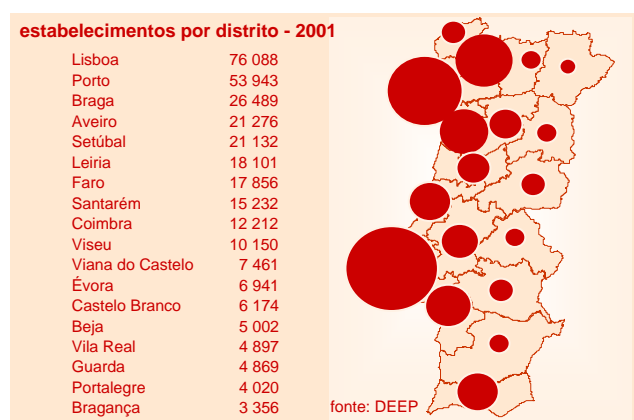 estabelecimentos por distrito - 2001
Lisboa 76 088
Porto 53 943
Braga 26 489
Aveiro 21 276
Setúbal 21 132
Leiria 18 101
Faro 17 856
Santarém 15 232
Coimbra 12 212
Viseu 10 150
Viana do Castelo 7 461
Évora 6 941
Castelo Branco 6 174
Beja 5 002
Vila Real 4 897
Guarda 4 869
Portalegre 4 020
Bragança 3 356
fonte: DEEP